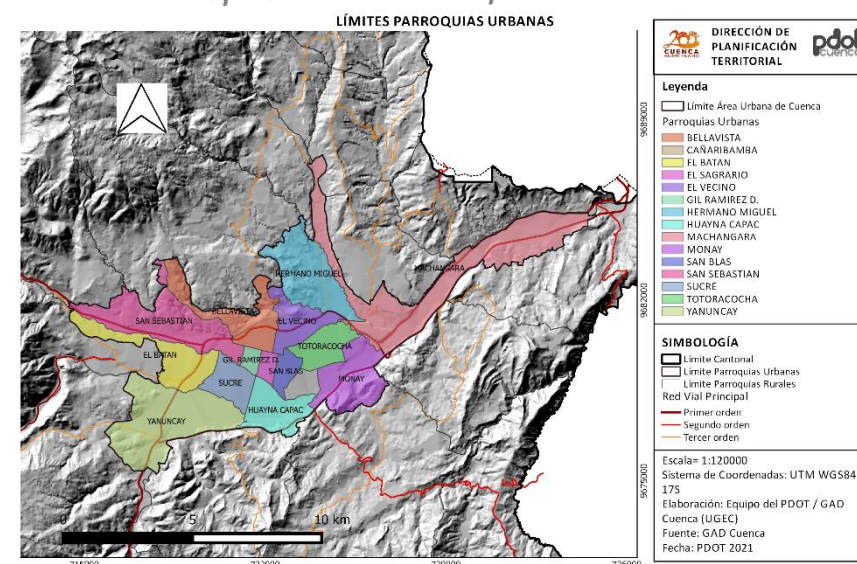 LÍMITES PARROQUIAS URBANAS
HERMANO MIGUEL
MACHANGARA
BELLAVISTA
SAN SEBASTIAN
EL VECINO
TOTORACOCHA
EL BATAN
GIL RAMIREZ D.
SAN BLAS
MONAY
SUCRE
HUAYNA CAPAC
YANUNCAY
0 5 10 km
9689000
9682000
9675000
CUENCA
DIRECCIÓN DE
PLANIFICACIÓN
TERRITORIAL
pdot
cuenca
Leyenda
Límite Área Urbana de Cuenca
Parroquias Urbanas
BELLAVISTA
CAÑARIBAMBA
EL BATAN
EL SAGRARIO
EL VECINO
GIL RAMIREZ D.
HERMANO MIGUEL
HUAYNA CAPAC
MACHANGARA
MONAY
SAN BLAS
SAN SEBASTIAN
SUCRE
TOTORACOCHA
YANUNCAY
SIMBOLOGÍA
Límite Cantonal
Límite Parroquias Urbanas
Límite Parroquias Rurales
Red Vial Principal
Primer orden
Segundo orden
Tercer orden
Escala= 1:120000
Sistema de Coordenadas: UTM WGS84
17S
Elaboración: Equipo del PDOT / GAD
Cuenca (UGEC)
Fuente: GAD Cuenca
Fecha: PDOT 2021